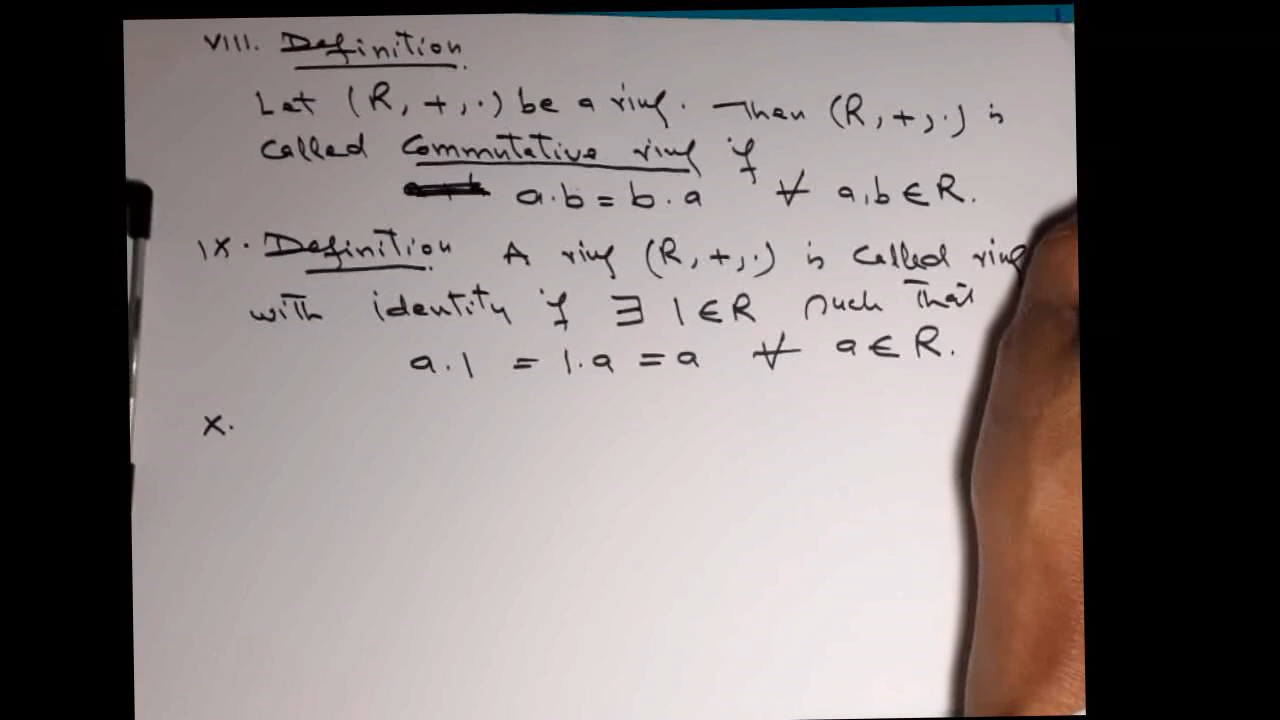 VIII. Definition
Let (R, +, ·) be a ring. Then (R, +, ·) is
called Commutative ring if
a·b = b·a ∀ a,b ∈ R.
IX. Definition A ring (R, +, ·) is called ring
with identity if ∃ 1 ∈ R such that
a·1 = 1·a = a ∀ a ∈ R.
X.